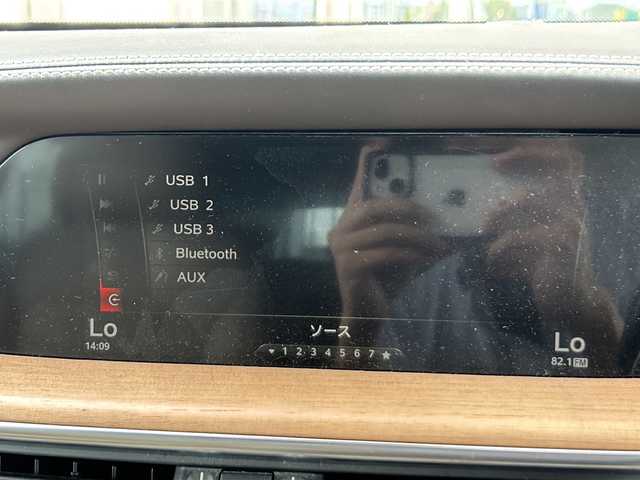 USB 1
USB 2
USB 3
Bluetooth
AUX
Lo
14:09
ソース
1 2 3 4 5 6 7
Lo
82.1 FM